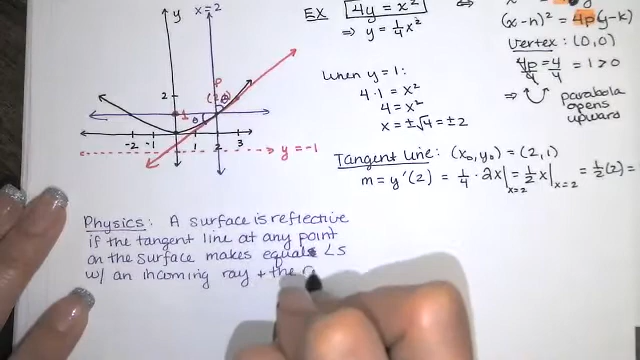 y
x=2
2
1
P
(2,
θ
θ
-2 -1 1 2 3
y = -1
EX 4y = x²
⇒ y = ¼x²
When y = 1:
4·1 = x²
4 = x²
x = ±√4 = ±2
⇔
(x-h)² = 4p(y-k)
Vertex: (0,0)
4p/4 = 4/4 = 1 > 0
⇒ parabola
opens
upward
Tangent line: (x₀, y₀) = (2, 1)
m = y'(2) = ¼ · 2x|x=2 = ½x|x=2 = ½(2) =
Physics: A surface is reflective
if the tangent line at any point
on the surface makes equal ∠s
w/ an incoming ray + the